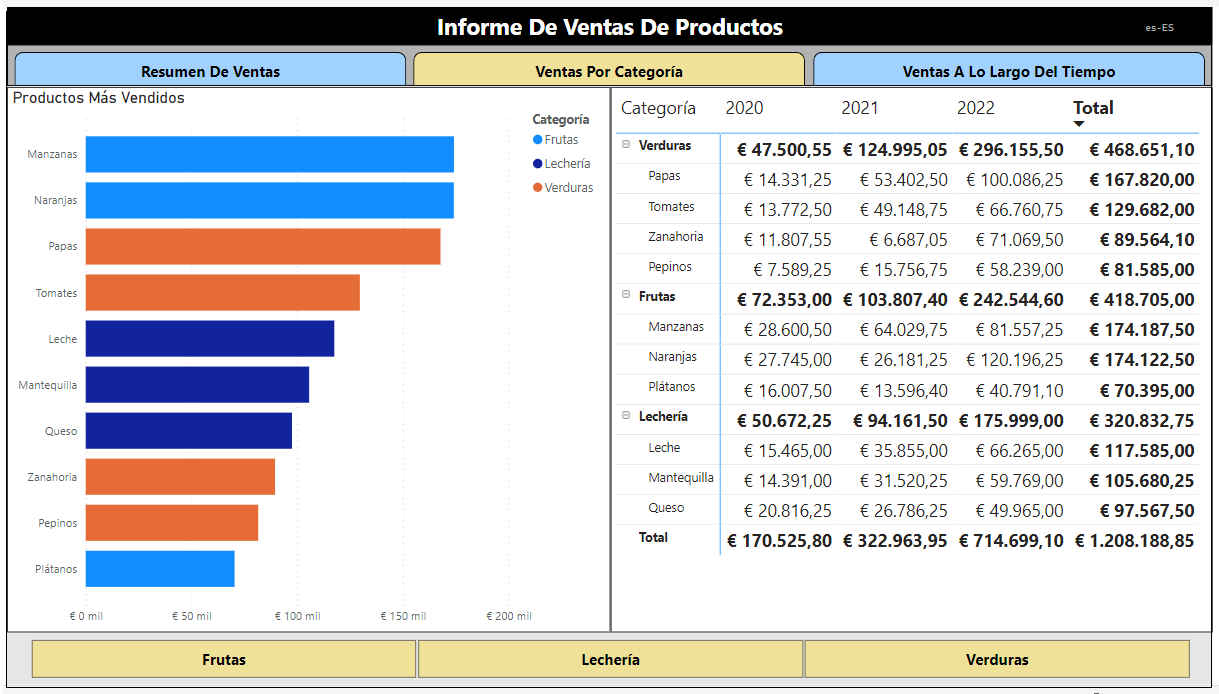 Informe De Ventas De Productos
es-ES
Resumen De Ventas
Ventas Por Categoría
Ventas A Lo Largo Del Tiempo
Productos Más Vendidos
Categoría
Frutas
Lechería
Verduras
Manzanas
Naranjas
Papas
Tomates
Leche
Mantequilla
Queso
Zanahoria
Pepinos
Plátanos
€ 0 mil € 50 mil € 100 mil € 150 mil € 200 mil
Categoría 2020 2021 2022 Total
Verduras € 47.500,55 € 124.995,05 € 296.155,50 € 468.651,10
Papas € 14.331,25 € 53.402,50 € 100.086,25 € 167.820,00
Tomates € 13.772,50 € 49.148,75 € 66.760,75 € 129.682,00
Zanahoria € 11.807,55 € 6.687,05 € 71.069,50 € 89.564,10
Pepinos € 7.589,25 € 15.756,75 € 58.239,00 € 81.585,00
Frutas € 72.353,00 € 103.807,40 € 242.544,60 € 418.705,00
Manzanas € 28.600,50 € 64.029,75 € 81.557,25 € 174.187,50
Naranjas € 27.745,00 € 26.181,25 € 120.196,25 € 174.122,50
Plátanos € 16.007,50 € 13.596,40 € 40.791,10 € 70.395,00
Lechería € 50.672,25 € 94.161,50 € 175.999,00 € 320.832,75
Leche € 15.465,00 € 35.855,00 € 66.265,00 € 117.585,00
Mantequilla € 14.391,00 € 31.520,25 € 59.769,00 € 105.680,25
Queso € 20.816,25 € 26.786,25 € 49.965,00 € 97.567,50
Total € 170.525,80 € 322.963,95 € 714.699,10 € 1.208.188,85
Frutas
Lechería
Verduras